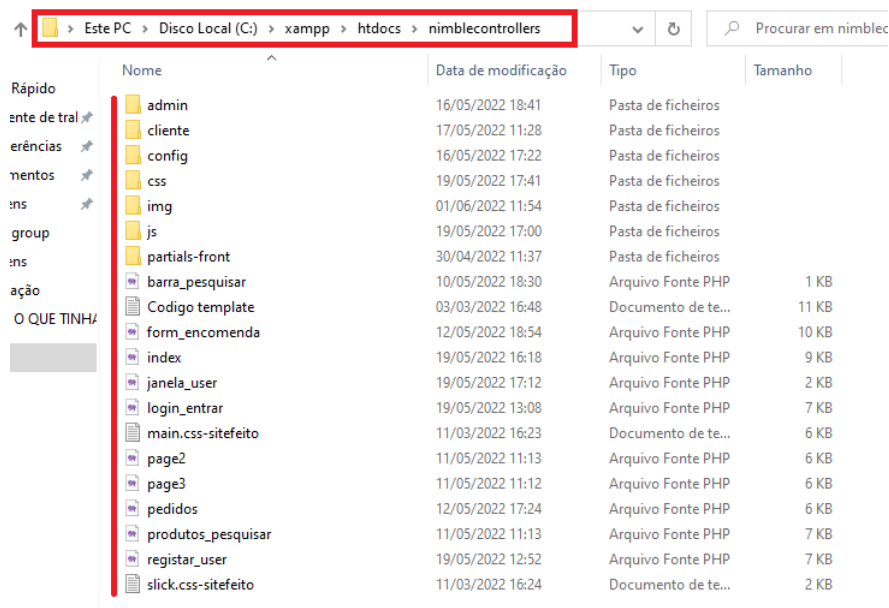 Este PC > Disco Local (C:) > xampp > htdocs > nimblecontrollers Procurar em nimblec
Nome Data de modificação Tipo Tamanho
Rápido
ente de tral
erências
mentos
ens
group
ens
ação
O QUE TINHA
admin 16/05/2022 18:41 Pasta de ficheiros
cliente 17/05/2022 11:28 Pasta de ficheiros
config 16/05/2022 17:22 Pasta de ficheiros
css 19/05/2022 17:41 Pasta de ficheiros
img 01/06/2022 11:54 Pasta de ficheiros
js 19/05/2022 17:00 Pasta de ficheiros
partials-front 30/04/2022 11:37 Pasta de ficheiros
barra_pesquisar 10/05/2022 18:30 Arquivo Fonte PHP 1 KB
Codigo template 03/03/2022 16:48 Documento de te... 11 KB
form_encomenda 12/05/2022 18:54 Arquivo Fonte PHP 10 KB
index 19/05/2022 16:18 Arquivo Fonte PHP 9 KB
janela_user 19/05/2022 17:12 Arquivo Fonte PHP 2 KB
login_entrar 19/05/2022 13:08 Arquivo Fonte PHP 7 KB
main.css-sitefeito 11/03/2022 16:23 Documento de te... 6 KB
page2 11/05/2022 11:13 Arquivo Fonte PHP 6 KB
page3 11/05/2022 11:12 Arquivo Fonte PHP 6 KB
pedidos 12/05/2022 17:24 Arquivo Fonte PHP 6 KB
produtos_pesquisar 11/05/2022 11:13 Arquivo Fonte PHP 7 KB
registar_user 19/05/2022 12:52 Arquivo Fonte PHP 7 KB
slick.css-sitefeito 11/03/2022 16:24 Documento de te... 2 KB